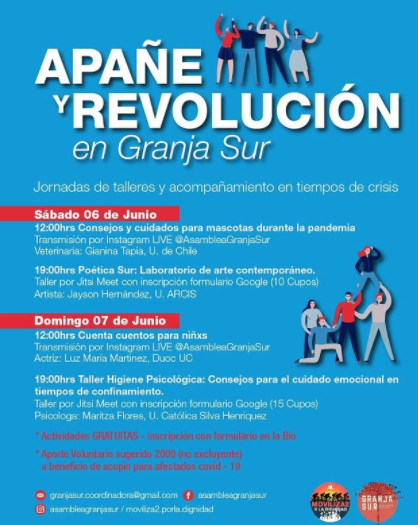 APAÑE
Y REVOLUCIÓN
en Granja Sur
Jornadas de talleres y acompañamiento en tiempos de crisis
Sábado 06 de Junio
12:00hrs Consejos y cuidados para mascotas durante la pandemia
Transmisión por Instagram LIVE @AsambleaGranjaSur
Veterinaria: Gianina Tapia, U. de Chile
19:00hrs Poética Sur: Laboratorio de arte contemporáneo.
Taller por Jitsi Meet con inscripción formulario Google (10 Cupos)
Artista: Jayson Hernández, U. ARCIS
Domingo 07 de Junio
12:00hrs Cuenta cuentos para niñxs
Transmisión por Instagram LIVE @AsambleaGranjaSur
Actriz: Luz María Martinez, Duoc UC
19:00hrs Taller Higiene Psicológica: Consejos para el cuidado emocional en
tiempos de confinamiento.
Taller por Jitsi Meet con inscripción formulario Google (15 Cupos)
Psicologa: Maritza Flores, U. Católica Silva Henriquez
* Actividades GRATUITAS - inscripción con formulario en la Bio
* Aparte Voluntario sugerido 2000 (no excluyente)
a beneficio de acopio para afectados covid - 19
granjasur.coordinadora@gmail.com asambleagranjasur
asambleagranjasur / moviliza2.porla.dignidad
MOVILIZA2
X LA DIGNIDAD
GRANJA
SUR